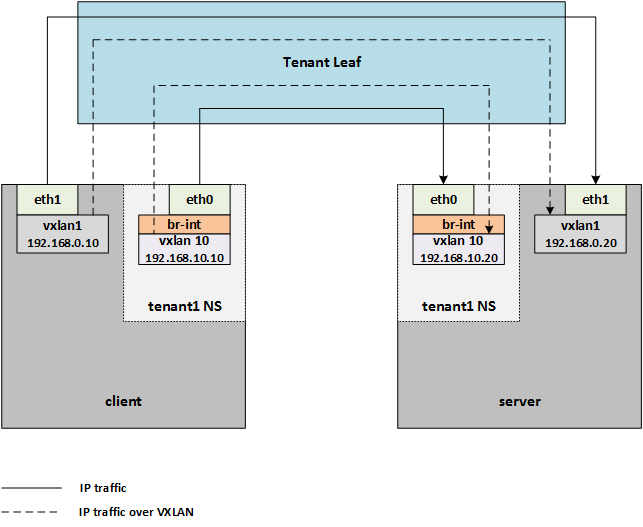 Tenant Leaf
eth1
eth0
eth0
eth1
vxlan1
192.168.0.10
br-int
vxlan 10
192.168.10.10
br-int
vxlan 10
192.168.10.20
vxlan1
192.168.0.20
tenant1 NS
tenant1 NS
client
server
IP traffic
IP traffic over VXLAN